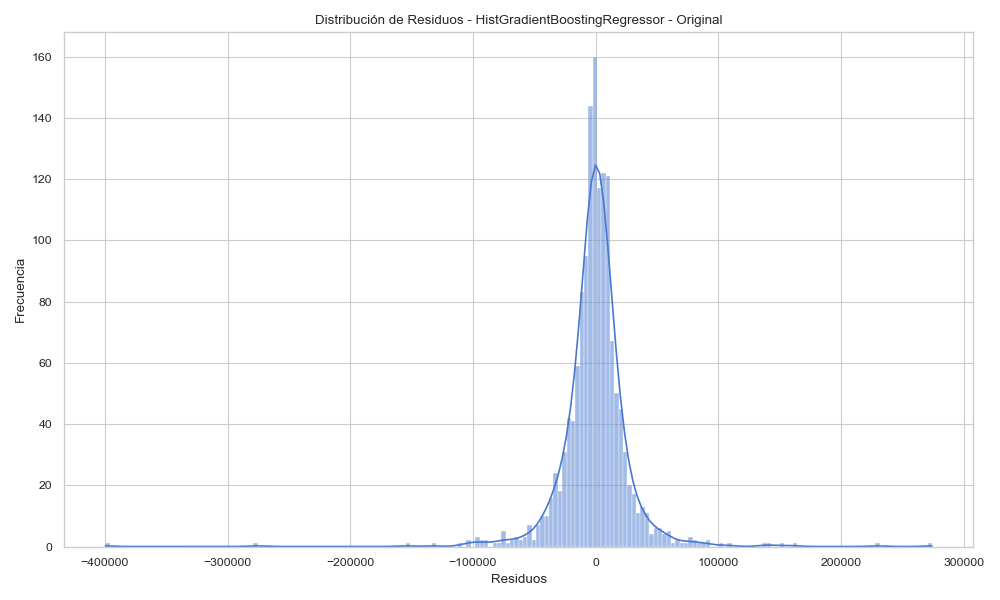 Distribución de Residuos - HistGradientBoostingRegressor - Original
160
140
120
100
80
60
40
20
0
Frecuencia
−400000 −300000 −200000 −100000 0 100000 200000 300000
Residuos